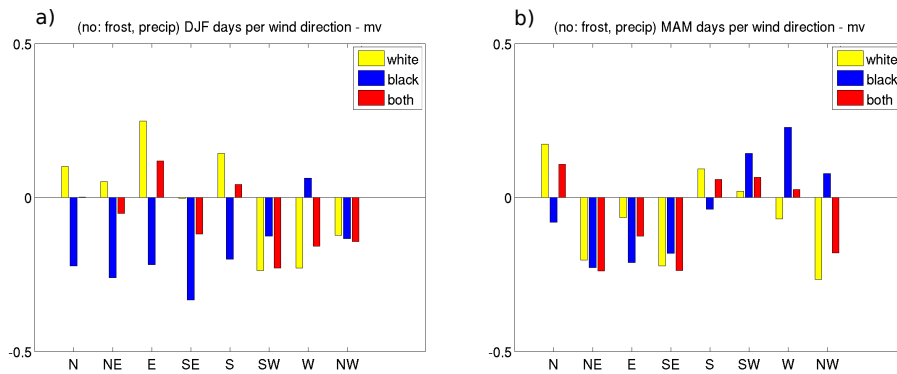 a)
(no: frost, precip) DJF days per wind direction - mv
0.5
0
-0.5
white
black
both
N NE E SE S SW W NW
b)
(no: frost, precip) MAM days per wind direction - mv
0.5
0
-0.5
white
black
both
N NE E SE S SW W NW